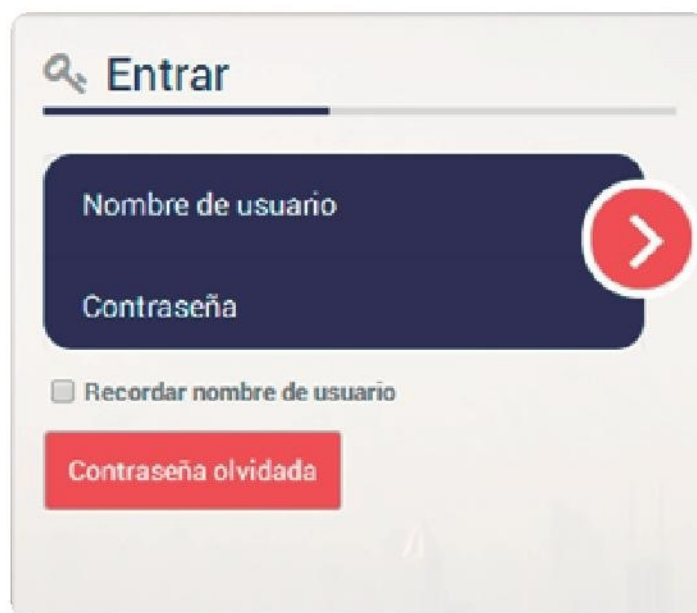 Entrar
Nombre de usuario
Contraseña
Recordar nombre de usuario
Contraseña olvidada